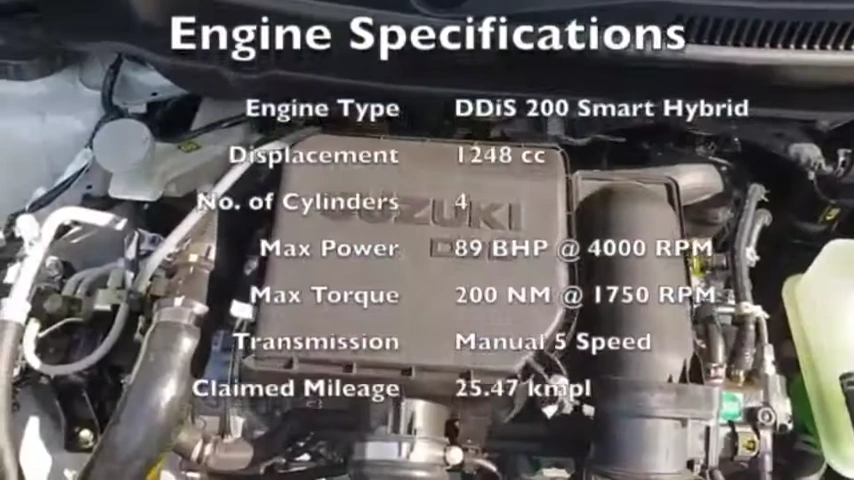 Engine Specifications
Engine Type DDiS 200 Smart Hybrid
Displacement 1248 cc
No. of Cylinders 4
SUZUKI
Max Power 89 BHP @ 4000 RPM
DDiS
Max Torque 200 NM @ 1750 RPM
Transmission Manual 5 Speed
Claimed Mileage 25.47 kmpl